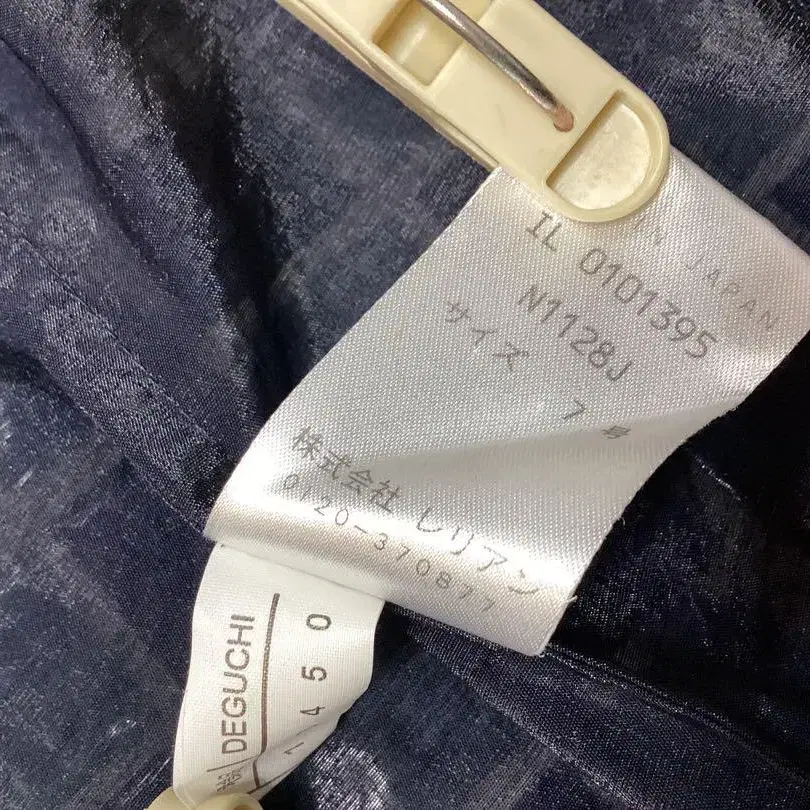 IN JAPAN
IL 0101395
N1128J
サイズ 7 号
株式会社 レリアン
0120-370877
DEGUCHI
1450